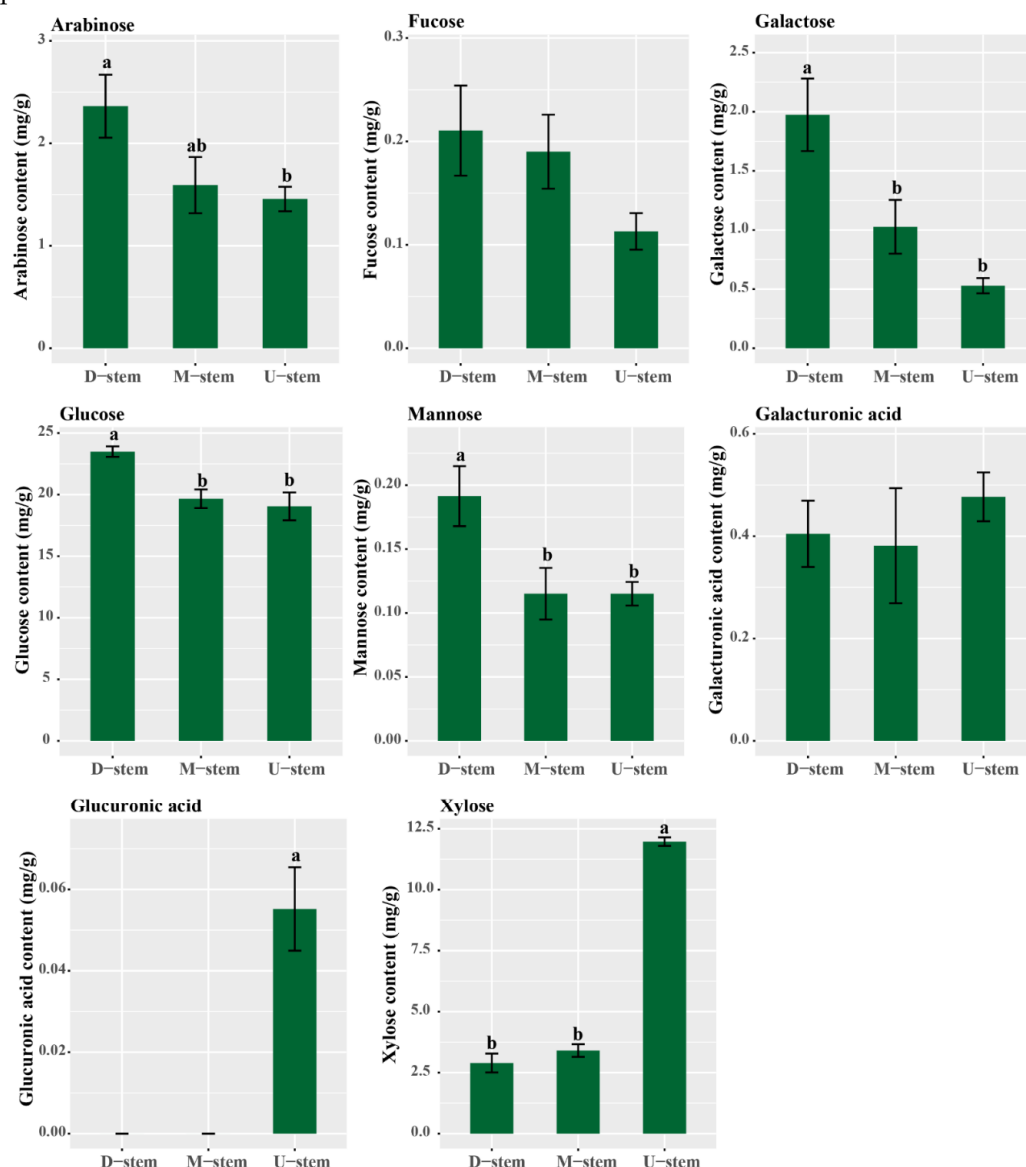 Arabinose
Arabinose content (mg/g)
3
2
1
0
a
ab
b
D−stem M−stem U−stem
Fucose
Fucose content (mg/g)
0.3
0.2
0.1
0.0
D−stem M−stem U−stem
Galactose
Galactose content (mg/g)
2.5
2.0
1.5
1.0
0.5
0.0
a
b
b
D−stem M−stem U−stem
Glucose
Glucose content (mg/g)
25
20
15
10
5
0
a
b
b
D−stem M−stem U−stem
Mannose
Mannose content (mg/g)
0.20
0.15
0.10
0.05
0.00
a
b
b
D−stem M−stem U−stem
Galacturonic acid
Galacturonic acid content (mg/g)
0.6
0.4
0.2
0.0
D−stem M−stem U−stem
Glucuronic acid
Glucuronic acid content (mg/g)
0.06
0.04
0.02
0.00
a
D−stem M−stem U−stem
Xylose
Xylose content (mg/g)
12.5
10.0
7.5
5.0
2.5
0.0
b
b
a
D−stem M−stem U−stem